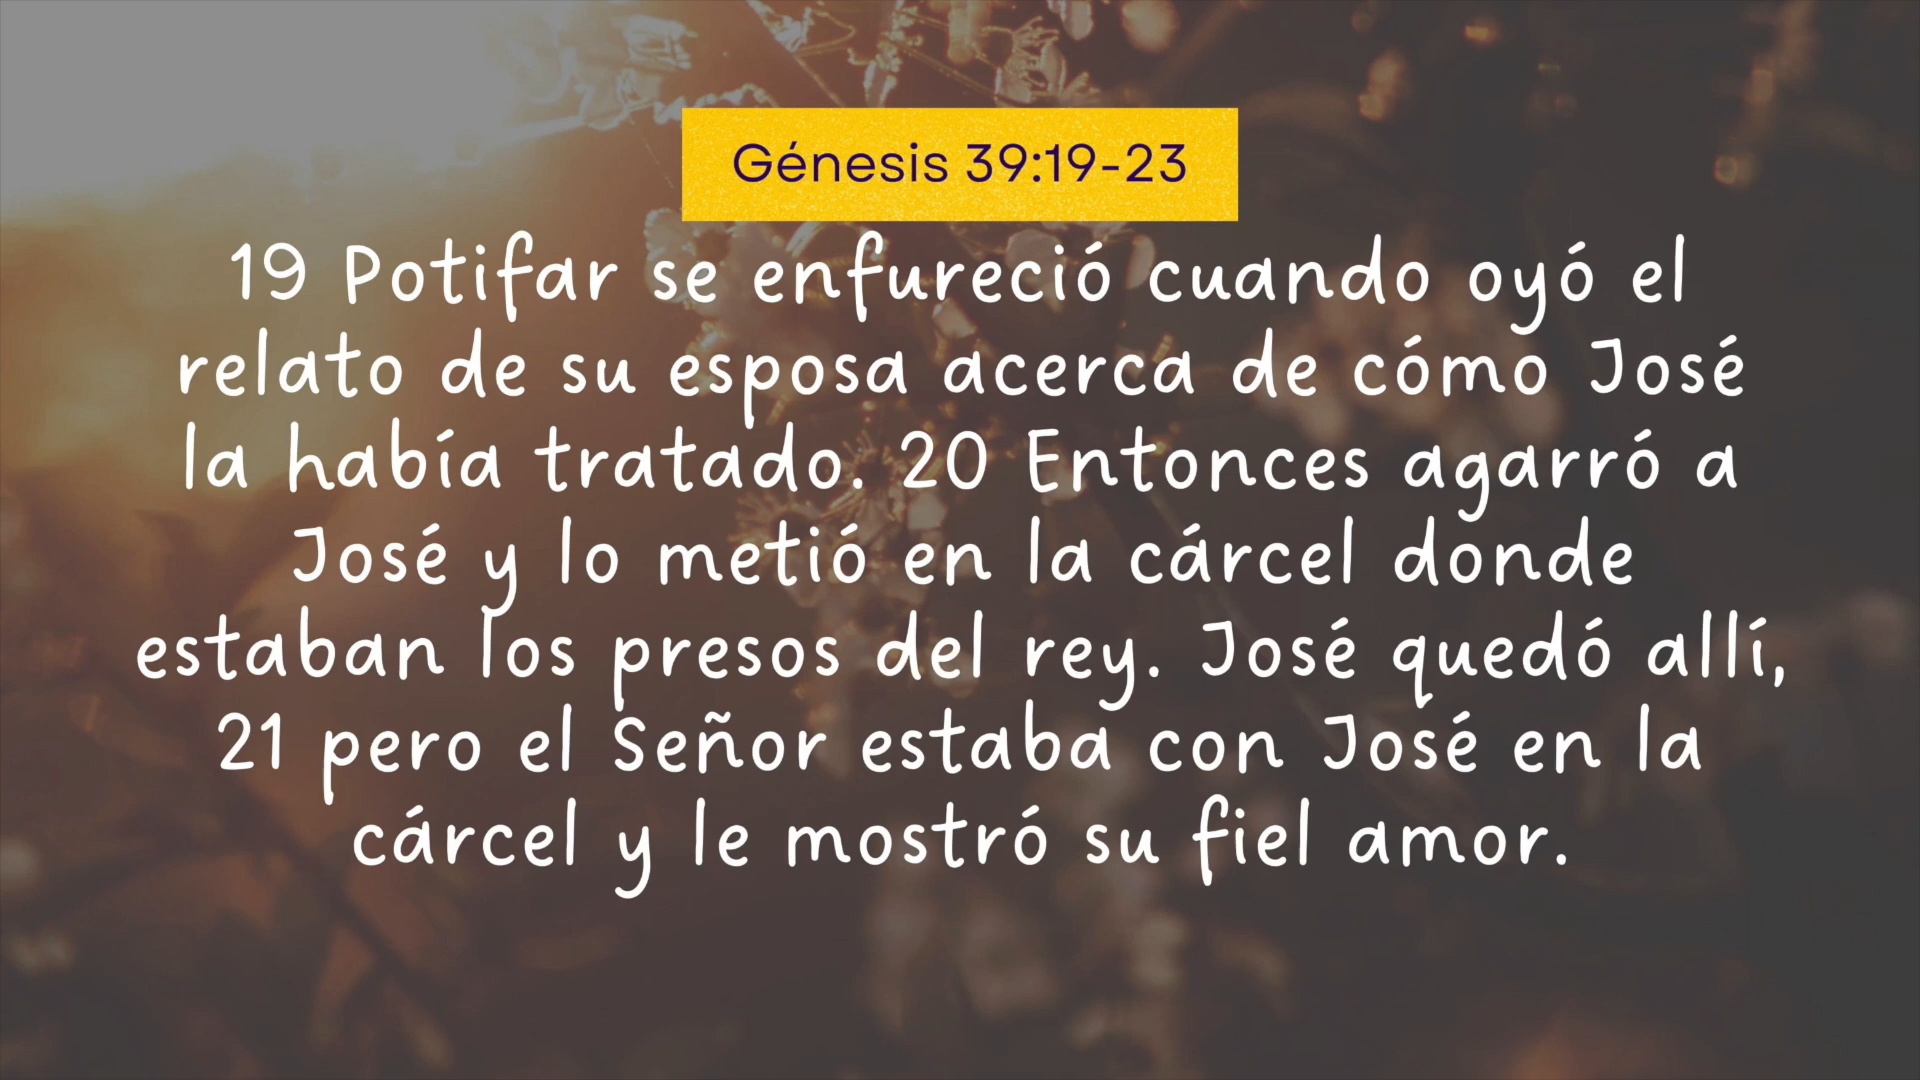 Génesis 39:19-23
19 Potifar se enfureció cuando oyó el
relato de su esposa acerca de cómo José
la había tratado. 20 Entonces agarró a
José y lo metió en la cárcel donde
estaban los presos del rey. José quedó allí,
21 pero el Señor estaba con José en la
cárcel y le mostró su fiel amor.